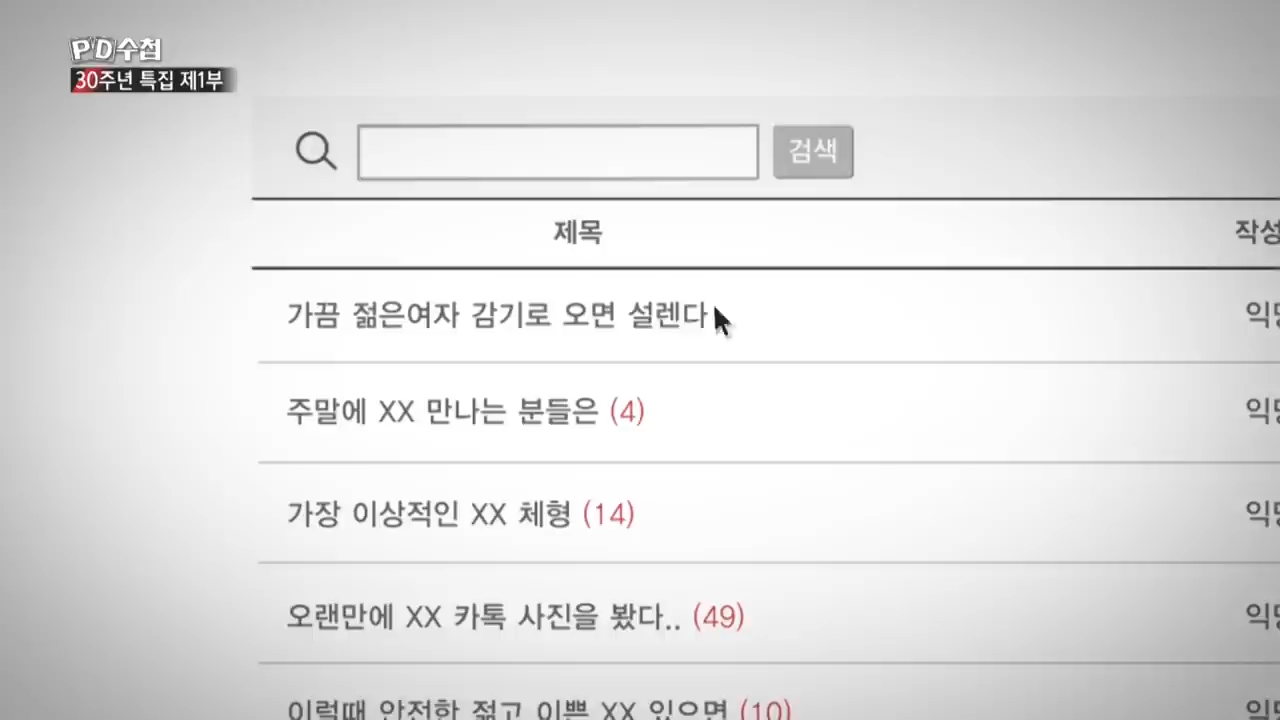 PD수첩
30주년 특집 제1부
검색
제목
작성
가끔 젊은여자 감기로 오면 설렌다
익명
주말에 XX 만나는 분들은 (4)
익명
가장 이상적인 XX 체형 (14)
익명
오랜만에 XX 카톡 사진을 봤다.. (49)
익명
이럴때 안전한 젊고 이쁜 XX 있으면 (10)
익명